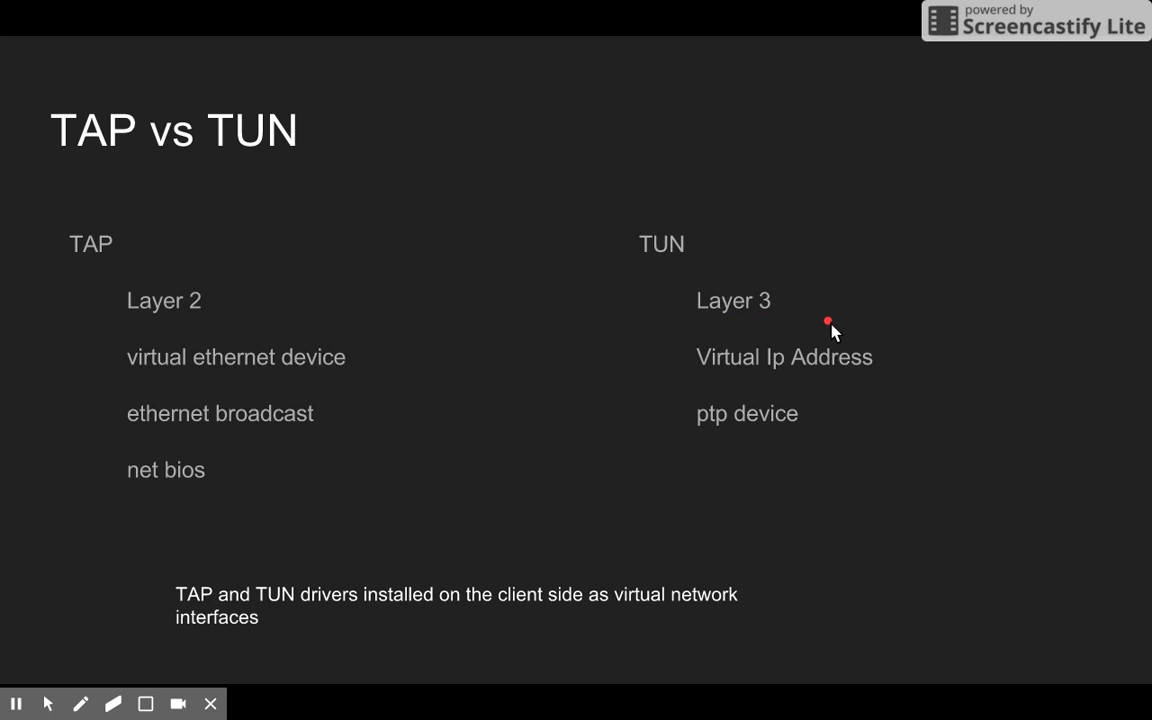 powered by
Screencastify Lite
TAP vs TUN
TAP
Layer 2
virtual ethernet device
ethernet broadcast
net bios
TUN
Layer 3
Virtual Ip Address
ptp device
TAP and TUN drivers installed on the client side as virtual network
interfaces